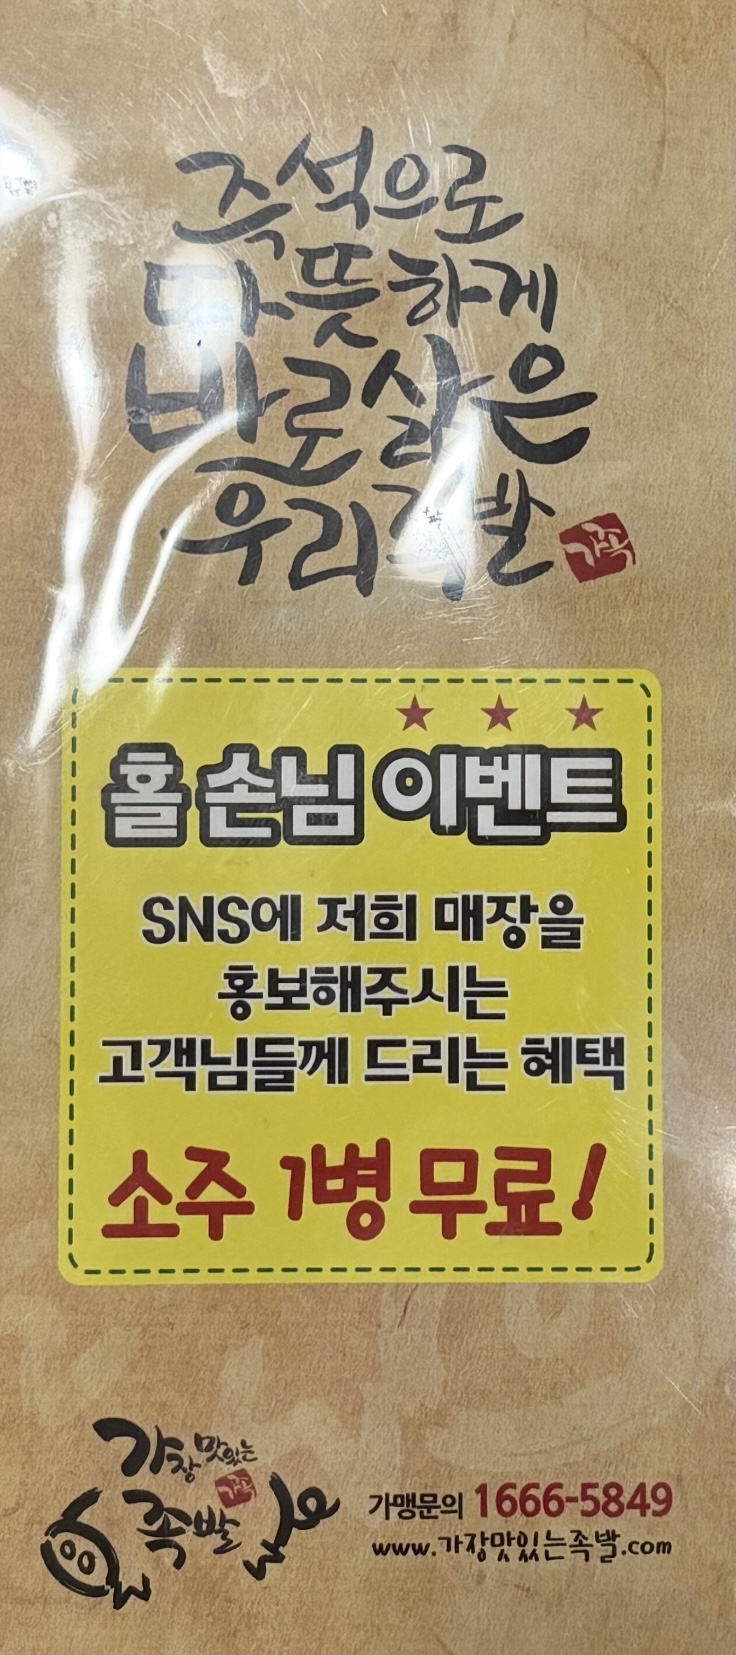 즉석으로
따뜻하게
바로삶은
우리족발
가족
홀 손님 이벤트
SNS에 저희 매장을
홍보해주시는
고객님들께 드리는 혜택
소주 1병 무료!
가장 맛있는
가족
족발
가맹문의 1666-5849
www.가장맛있는족발.com